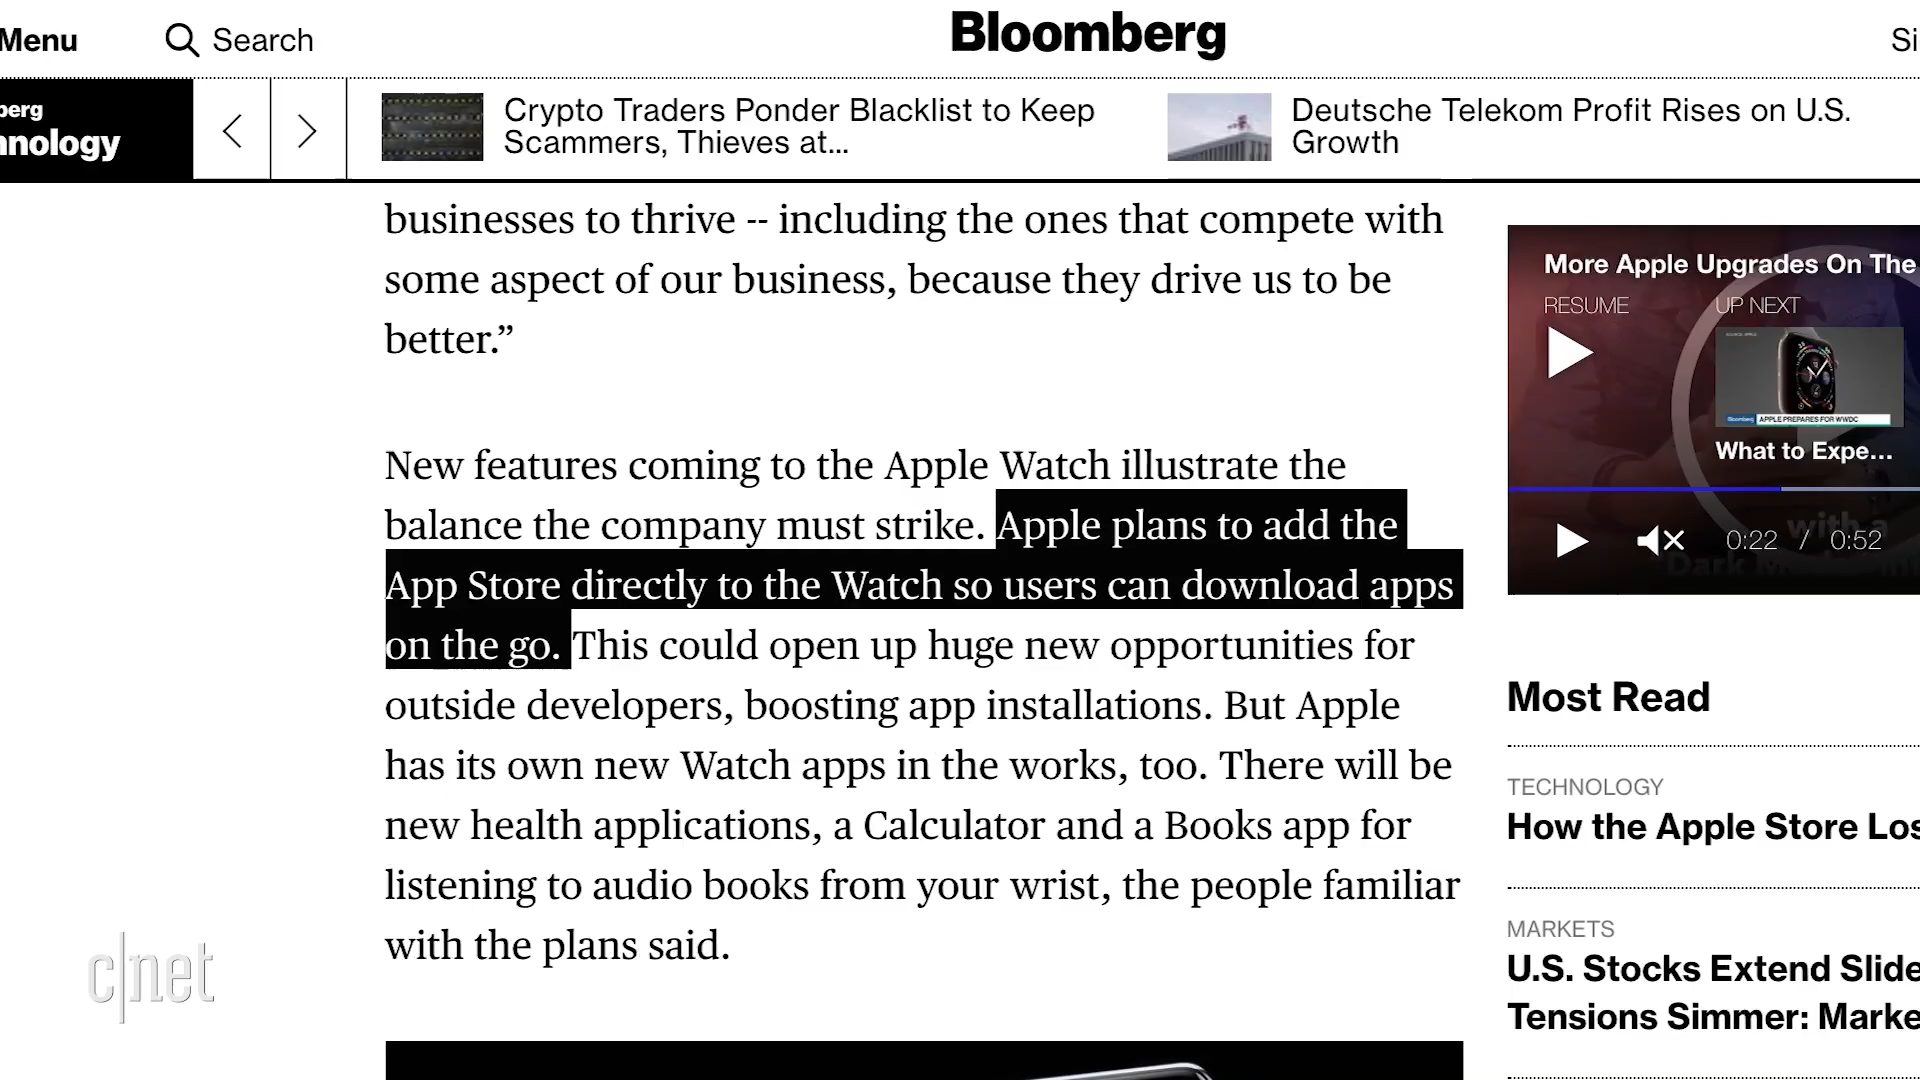 Menu
Search
Bloomberg
Si
berg
nology
Crypto Traders Ponder Blacklist to Keep
Scammers, Thieves at...
Deutsche Telekom Profit Rises on U.S.
Growth
businesses to thrive -- including the ones that compete with
some aspect of our business, because they drive us to be
better.”
New features coming to the Apple Watch illustrate the
balance the company must strike. Apple plans to add the
App Store directly to the Watch so users can download apps
on the go. This could open up huge new opportunities for
outside developers, boosting app installations. But Apple
has its own new Watch apps in the works, too. There will be
new health applications, a Calculator and a Books app for
listening to audio books from your wrist, the people familiar
with the plans said.
More Apple Upgrades On The
RESUME
UP NEXT
Bloomberg
APPLE PREPARES FOR WWDC
What to Expe...
with a
Dark
0:22 / 0:52
Most Read
TECHNOLOGY
How the Apple Store Los
MARKETS
U.S. Stocks Extend Slide
Tensions Simmer: Marke
c|net